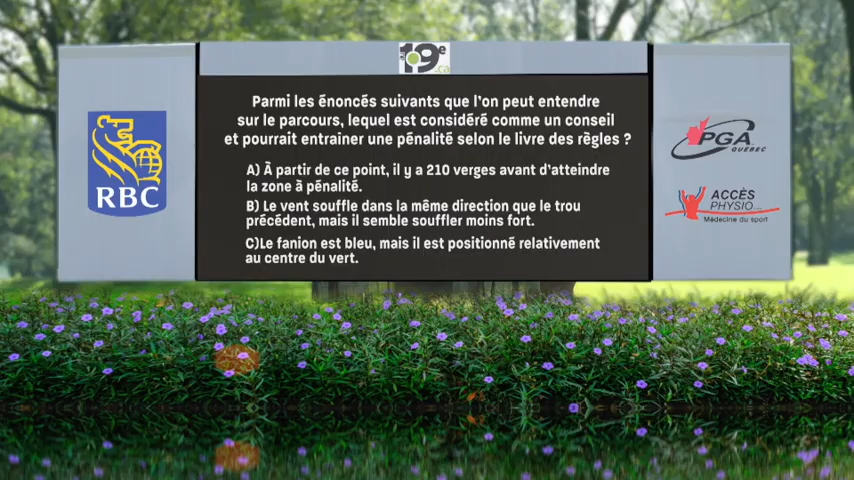 19e
.ca
Parmi les énoncés suivants que l'on peut entendre
sur le parcours, lequel est considéré comme un conseil
et pourrait entrainer une pénalité selon le livre des règles ?
A) À partir de ce point, il y a 210 verges avant d'atteindre
la zone à pénalité.
B) Le vent souffle dans la même direction que le trou
précédent, mais il semble souffler moins fort.
C)Le fanion est bleu, mais il est positionné relativement
au centre du vert.
RBC
PGA
QUÉBEC
ACCÈS
PHYSIO...
Médecine du sport